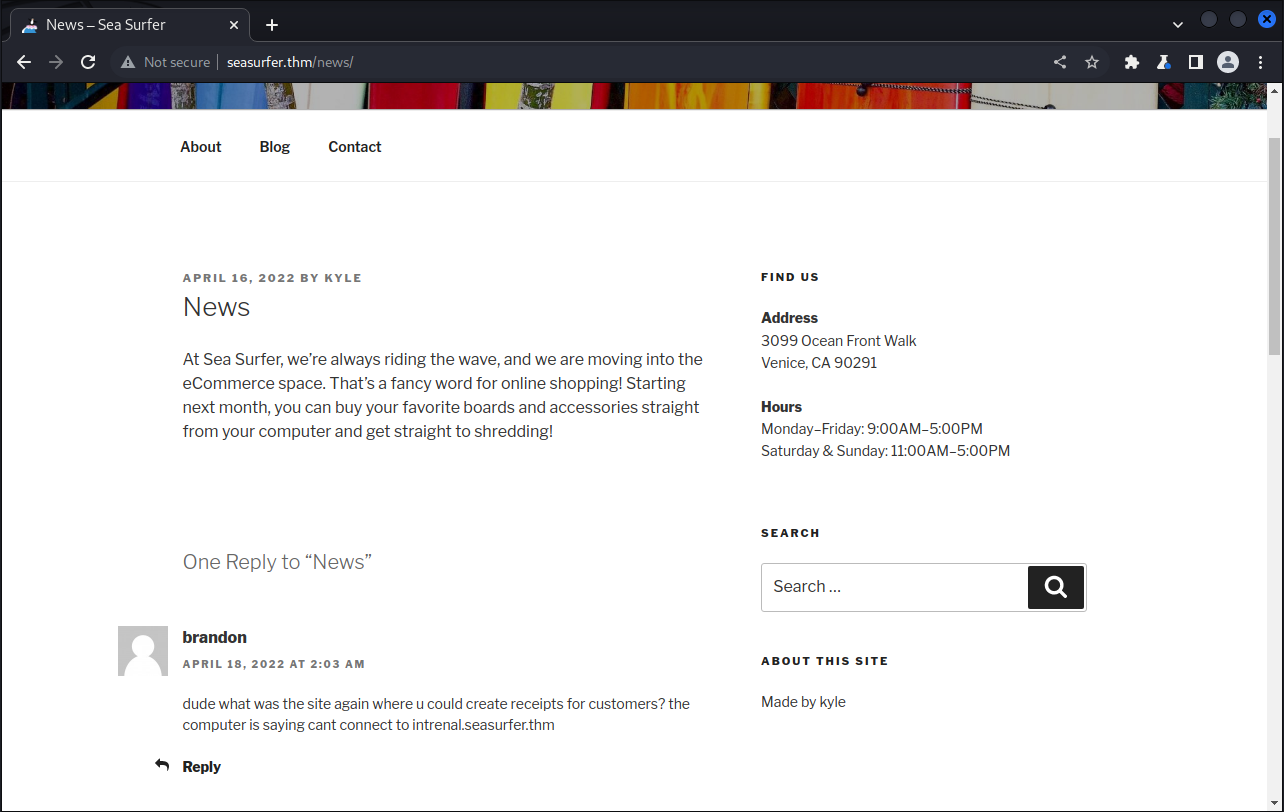 News – Sea Surfer
Not secure
seasurfer.thm/news/
About Blog Contact
APRIL 16, 2022 BY KYLE
News
At Sea Surfer, we’re always riding the wave, and we are moving into the
eCommerce space. That’s a fancy word for online shopping! Starting
next month, you can buy your favorite boards and accessories straight
from your computer and get straight to shredding!
One Reply to “News”
brandon
APRIL 18, 2022 AT 2:03 AM
dude what was the site again where u could create receipts for customers? the
computer is saying cant connect to intrenal.seasurfer.thm
Reply
FIND US
Address
3099 Ocean Front Walk
Venice, CA 90291
Hours
Monday–Friday: 9:00AM–5:00PM
Saturday & Sunday: 11:00AM–5:00PM
SEARCH
Search …
ABOUT THIS SITE
Made by kyle